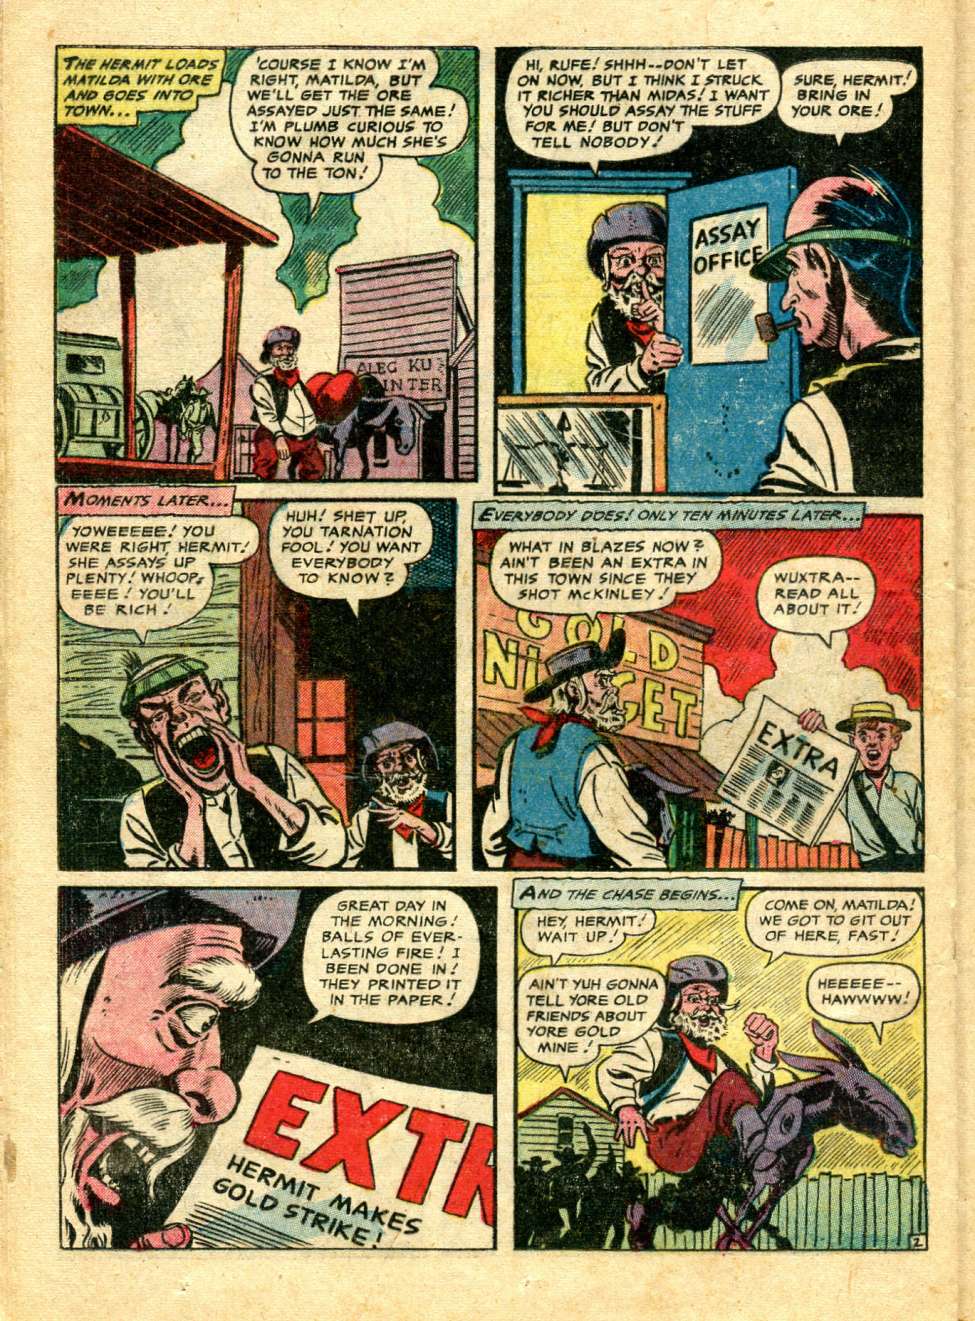 THE HERMIT LOADS
MATILDA WITH ORE
AND GOES INTO
TOWN...
'COURSE I KNOW I'M
RIGHT, MATILDA, BUT
WE'LL GET THE ORE
ASSAYED JUST THE SAME!
I'M PLUMB CURIOUS TO
KNOW HOW MUCH SHE'S
GONNA RUN
TO THE TON!
ALEG KU
INTER
HI, RUFE! SHHH--DON'T LET
ON NOW, BUT I THINK I STRUCK
IT RICHER THAN MIDAS! I WANT
YOU SHOULD ASSAY THE STUFF
FOR ME! BUT DON'T
TELL NOBODY!
SURE, HERMIT!
BRING IN
YOUR ORE!
ASSAY
OFFICE
MOMENTS LATER...
YOWEEEEE! YOU
WERE RIGHT, HERMIT!
SHE ASSAYS UP
PLENTY! WHOOP-
EEEE! YOU'LL
BE RICH!
HUH! SHET UP,
YOU TARNATION
FOOL! YOU WANT
EVERYBODY
TO KNOW?
EVERYBODY DOES! ONLY TEN MINUTES LATER...
WHAT IN BLAZES NOW?
AIN'T BEEN AN EXTRA IN
THIS TOWN SINCE THEY
SHOT McKINLEY!
WUXTRA--
READ ALL
ABOUT IT!
GOLD
NUGGET
EXTRA
GREAT DAY IN
THE MORNING!
BALLS OF EVER-
LASTING FIRE! I
BEEN DONE IN!
THEY PRINTED IT
IN THE PAPER!
EXTR
HERMIT MAKES
GOLD STRIKE!
AND THE CHASE BEGINS...
HEY, HERMIT!
WAIT UP!
COME ON, MATILDA!
WE GOT TO GIT OUT
OF HERE, FAST!
AIN'T YUH GONNA
TELL YORE OLD
FRIENDS ABOUT
YORE GOLD
MINE!
HEEEEE--
HAWWWW!
2